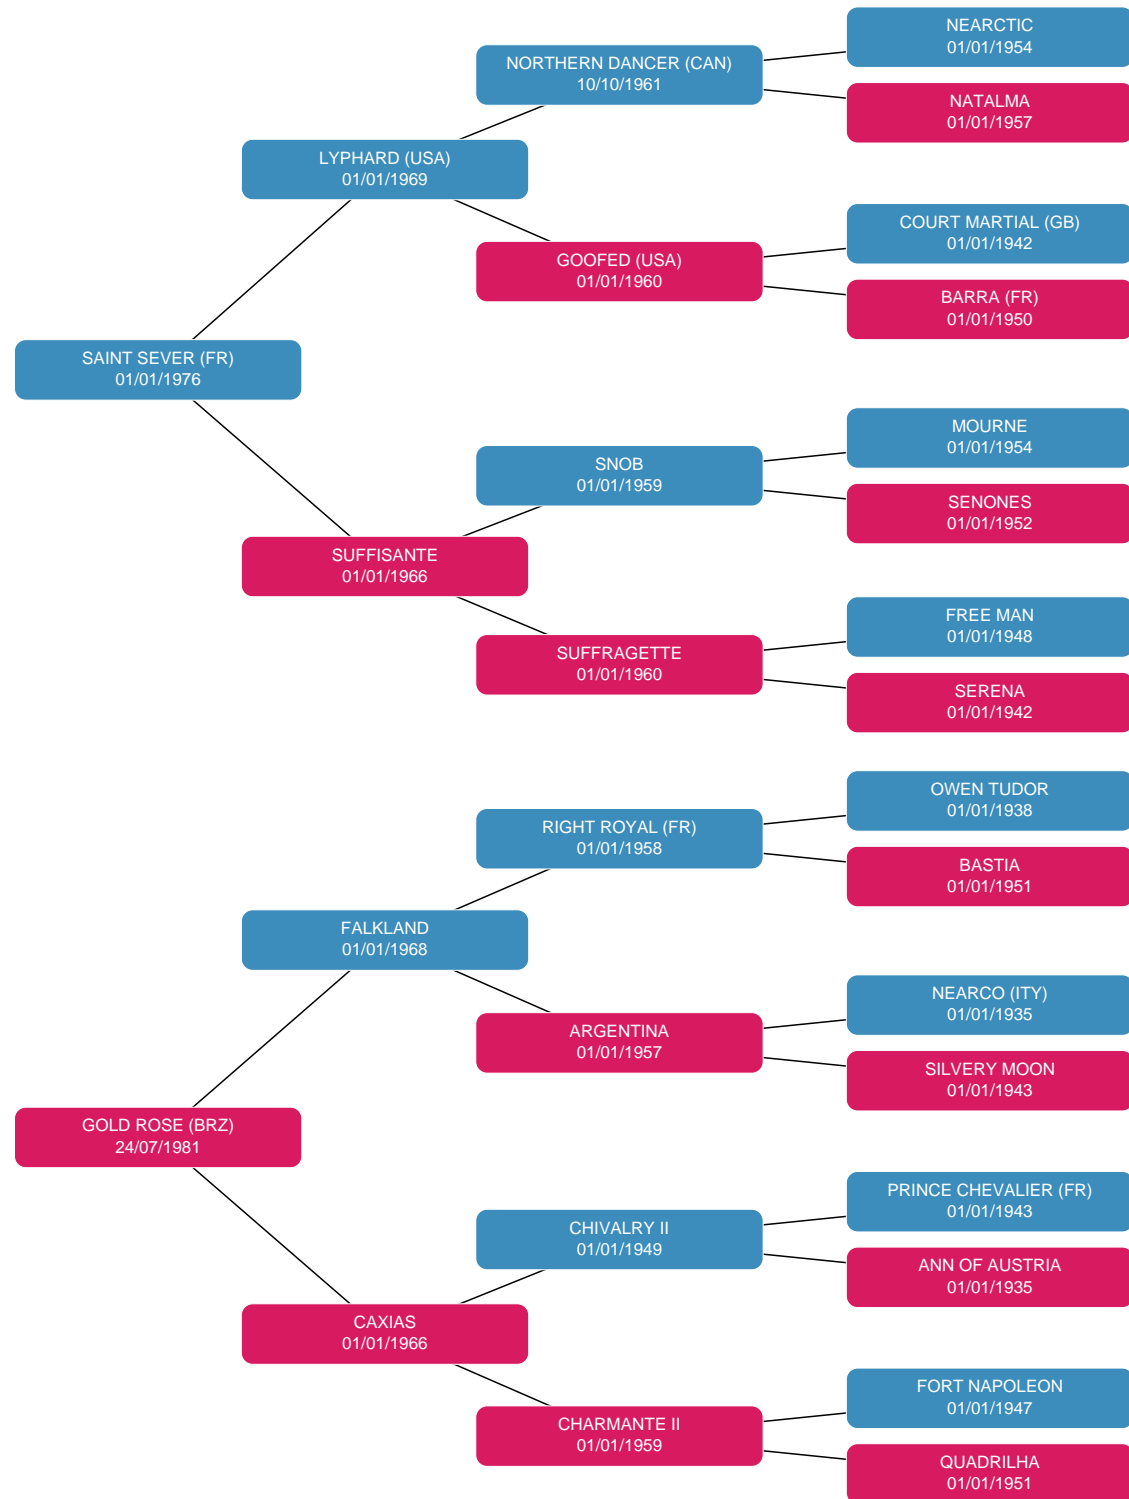 NEARCTIC
01/01/1954
NORTHERN DANCER (CAN)
10/10/1961
NATALMA
01/01/1957
LYPHARD (USA)
01/01/1969
COURT MARTIAL (GB)
01/01/1942
GOOFED (USA)
01/01/1960
BARRA (FR)
01/01/1950
SAINT SEVER (FR)
01/01/1976
MOURNE
01/01/1954
SNOB
01/01/1959
SENONES
01/01/1952
SUFFISANTE
01/01/1966
FREE MAN
01/01/1948
SUFFRAGETTE
01/01/1960
SERENA
01/01/1942
OWEN TUDOR
01/01/1938
RIGHT ROYAL (FR)
01/01/1958
BASTIA
01/01/1951
FALKLAND
01/01/1968
NEARCO (ITY)
01/01/1935
ARGENTINA
01/01/1957
SILVERY MOON
01/01/1943
GOLD ROSE (BRZ)
24/07/1981
PRINCE CHEVALIER (FR)
01/01/1943
CHIVALRY II
01/01/1949
ANN OF AUSTRIA
01/01/1935
CAXIAS
01/01/1966
FORT NAPOLEON
01/01/1947
CHARMANTE II
01/01/1959
QUADRILHA
01/01/1951